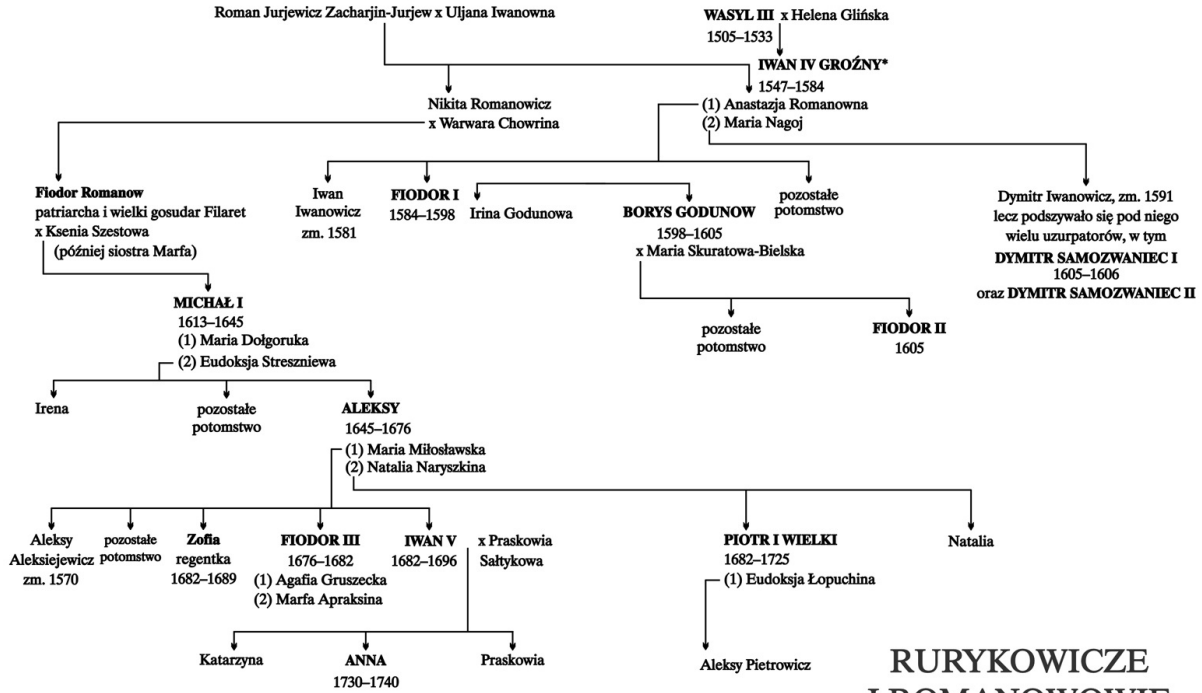 Roman Jurjewicz Zacharjin-Jurjew x Uljana Iwanowna
WASYL III x Helena Glińska
1505–1533
IWAN IV GROŹNY*
1547–1584
(1) Anastazja Romanowna
(2) Maria Nagoj
Nikita Romanowicz
x Warwara Chowrina
Fiodor Romanow
patriarcha i wielki gosudar Filaret
x Ksenia Szestowa
(później siostra Marfa)
Iwan
Iwanowicz
zm. 1581
FIODOR I
1584–1598
Irina Godunowa
BORYS GODUNOW
1598–1605
x Maria Skuratowa-Bielska
pozostałe
potomstwo
Dymitr Iwanowicz, zm. 1591
lecz podszywało się pod niego
wielu uzurpatorów, w tym
DYMITR SAMOZWANIEC I
1605–1606
oraz DYMITR SAMOZWANIEC II
MICHAŁ I
1613–1645
(1) Maria Dołgoruka
(2) Eudoksja Streszniewa
pozostałe
potomstwo
FIODOR II
1605
Irena
pozostałe
potomstwo
ALEKSY
1645–1676
(1) Maria Miłosławska
(2) Natalia Naryszkina
Aleksy
Aleksiejewicz
zm. 1570
pozostałe
potomstwo
Zofia
regentka
1682–1689
FIODOR III
1676–1682
(1) Agafia Gruszecka
(2) Marfa Apraksina
IWAN V
1682–1696
x Praskowia
Sałtykowa
PIOTR I WIELKI
1682–1725
(1) Eudoksja Łopuchina
Natalia
Katarzyna
ANNA
1730–1740
Praskowia
Aleksy Pietrowicz
RURYKOWICZE
I ROMANOWOWIE